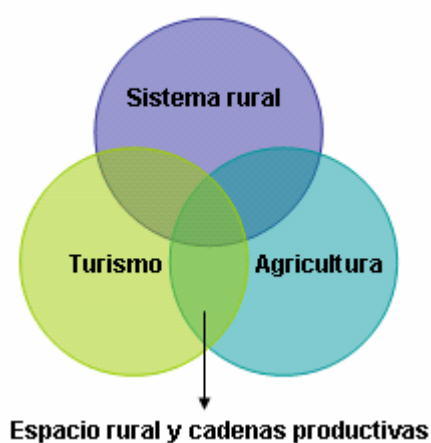 Sistema rural
Turismo
Agricultura
Espacio rural y cadenas productivas